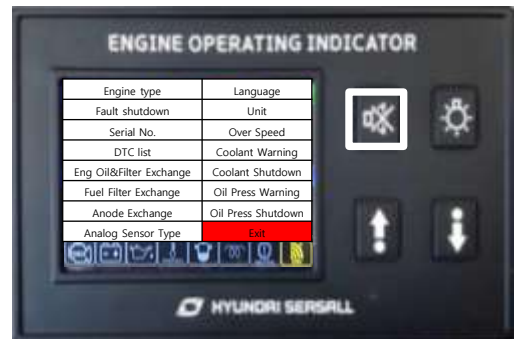 ENGINE OPERATING INDICATOR
Engine type Language
Fault shutdown Unit
Serial No. Over Speed
DTC list Coolant Warning
Eng Oil&Filter Exchange Coolant Shutdown
Fuel Filter Exchange Oil Press Warning
Anode Exchange Oil Press Shutdown
Analog Sensor Type Exit
HYUNDAI SEASALL